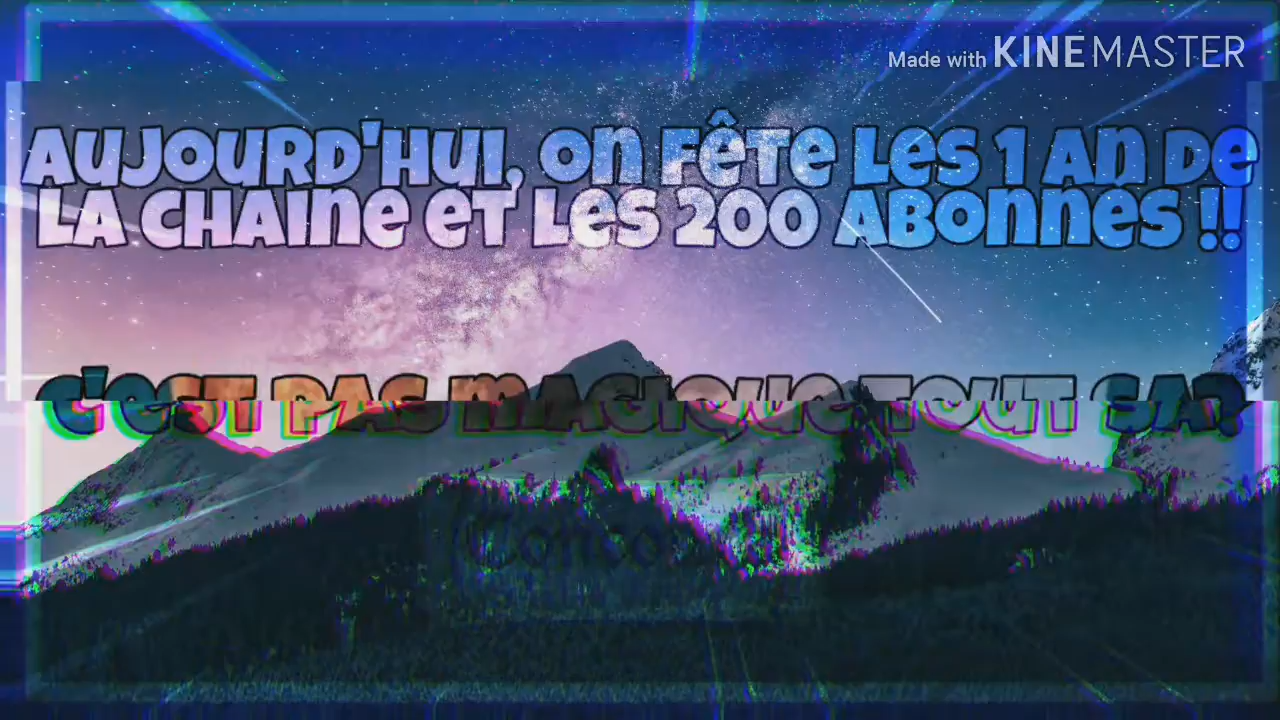 Made with KINEMASTER
AUJOURD'HUI, ON FÊTE LES 1 AN DE
LA CHAINE ET LES 200 ABONNÉS !!
C'EST PAS MAGIQUE TOUT SA?